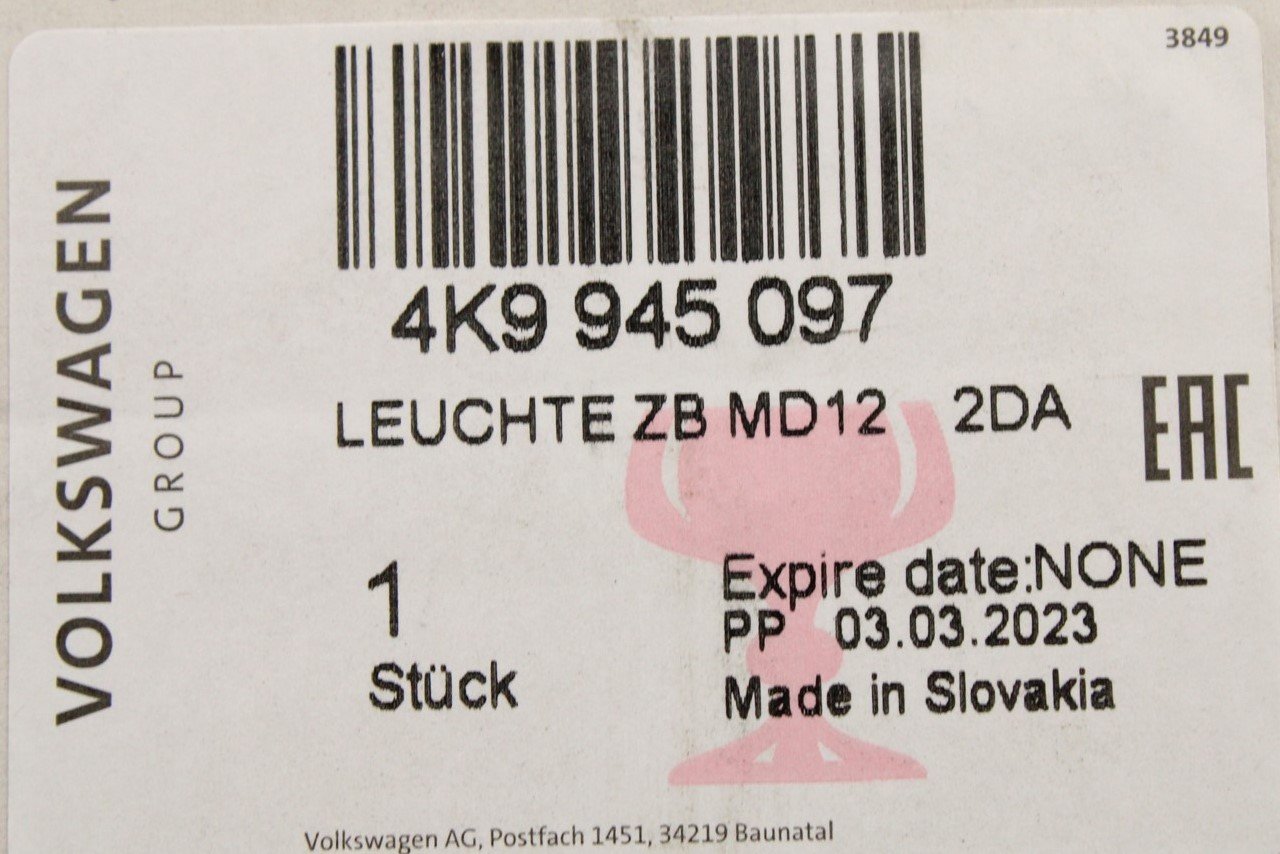 3849
VOLKSWAGEN
GROUP
4K9 945 097
LEUCHTE ZB MD12 2DA
EAC
1
Stück
Expire date:NONE
PP 03.03.2023
Made in Slovakia
Volkswagen AG, Postfach 1451, 34219 Baunatal